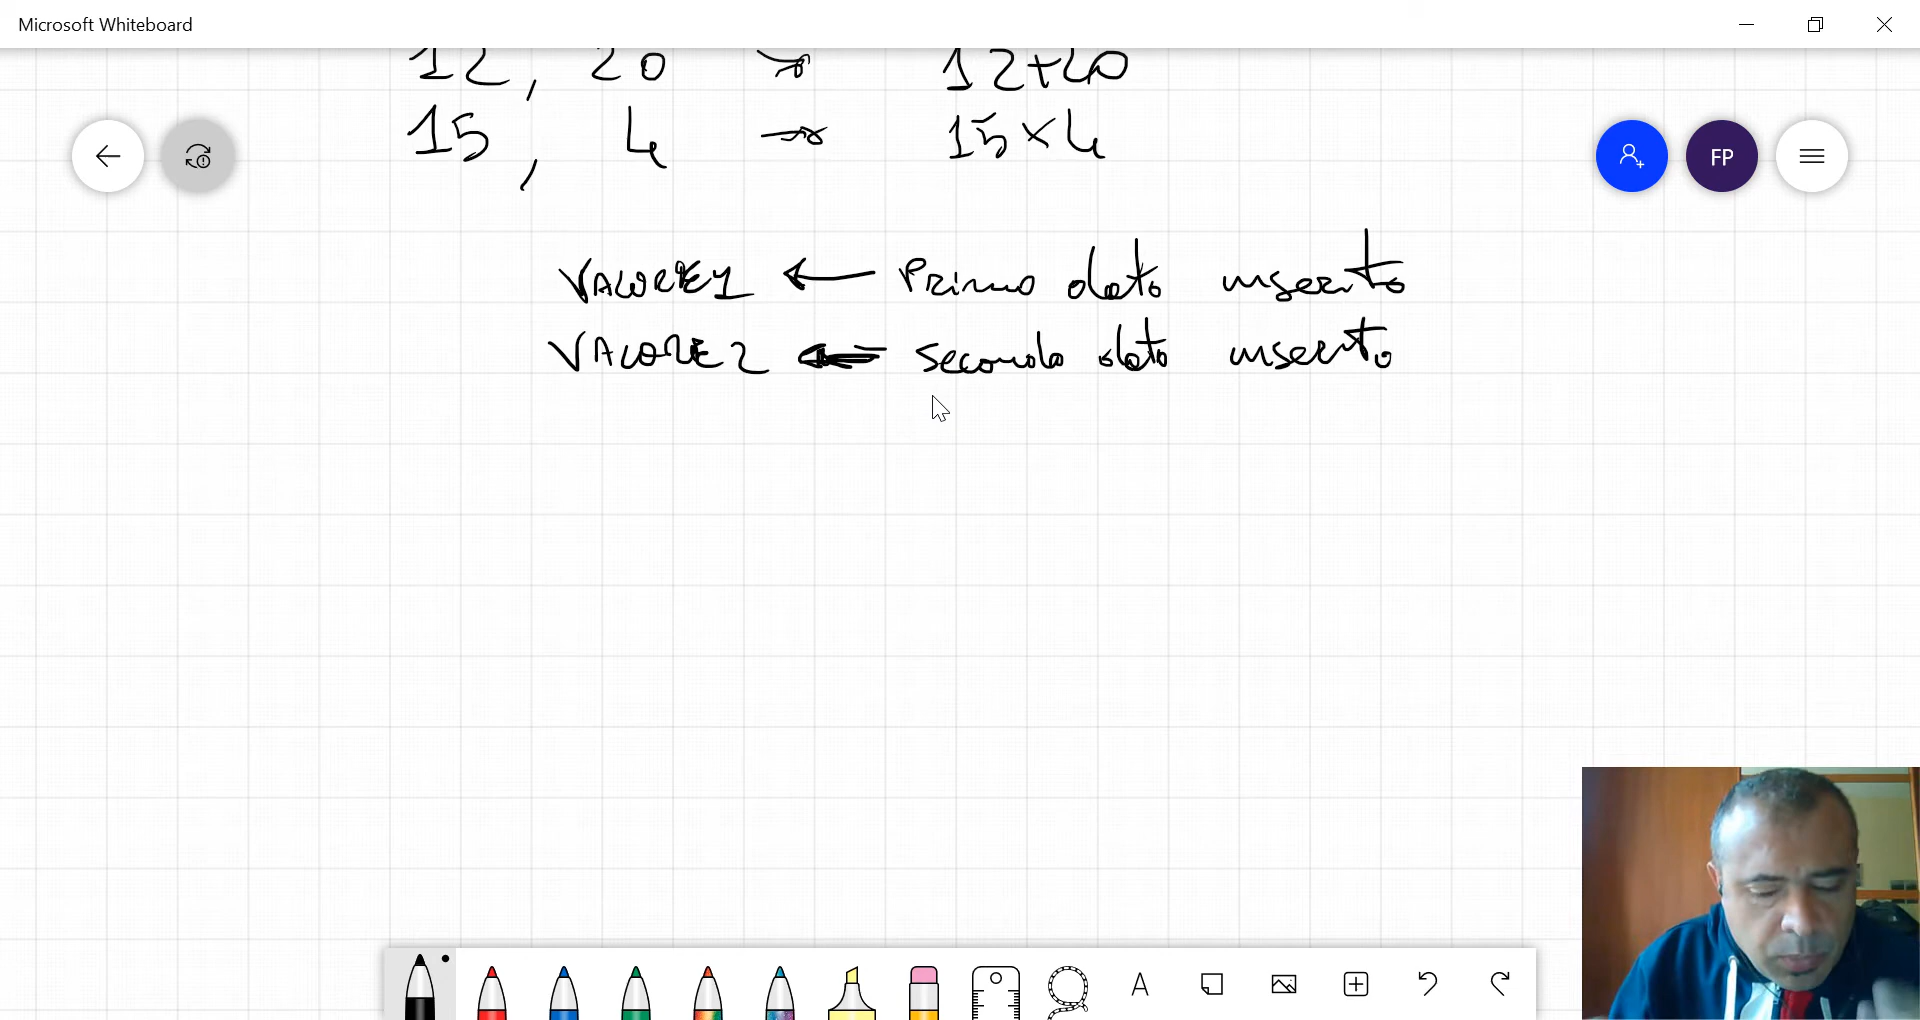 Microsoft Whiteboard
12, 20 → 12+20
15, 4 → 15×4
FP
VALORE1 ← Primo dato inserito
VALORE2 ← secondo dato inserito
A